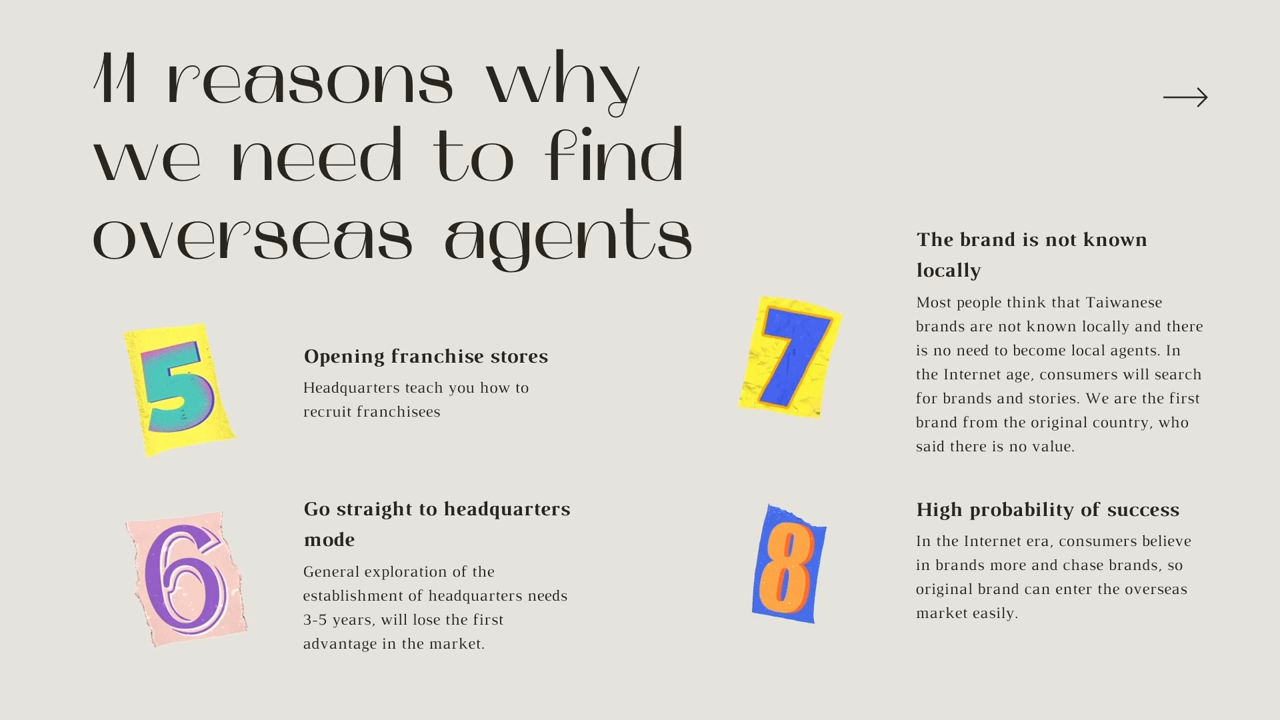 11 reasons why
we need to find
overseas agents
5
Opening franchise stores
Headquarters teach you how to
recruit franchisees
6
Go straight to headquarters
mode
General exploration of the
establishment of headquarters needs
3-5 years, will lose the first
advantage in the market.
7
The brand is not known
locally
Most people think that Taiwanese
brands are not known locally and there
is no need to become local agents. In
the Internet age, consumers will search
for brands and stories. We are the first
brand from the original country, who
said there is no value.
8
High probability of success
In the Internet era, consumers believe
in brands more and chase brands, so
original brand can enter the overseas
market easily.